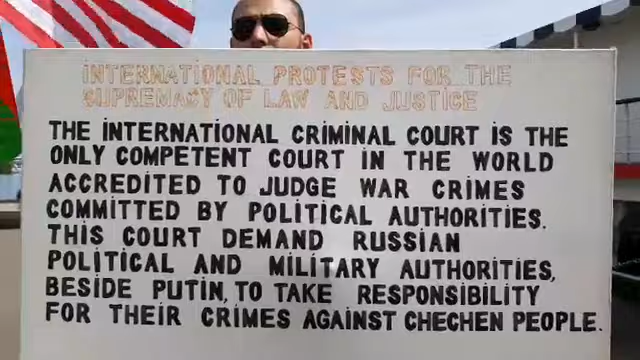 INTERNATIONAL PROTESTS FOR THE
SUPREMACY OF LAW AND JUSTICE
THE INTERNATIONAL CRIMINAL COURT IS THE
ONLY COMPETENT COURT IN THE WORLD
ACCREDITED TO JUDGE WAR CRIMES
COMMITTED BY POLITICAL AUTHORITIES.
THIS COURT DEMAND RUSSIAN
POLITICAL AND MILITARY AUTHORITIES,
BESIDE PUTIN, TO TAKE RESPONSIBILITY
FOR THEIR CRIMES AGAINST CHECHEN PEOPLE.